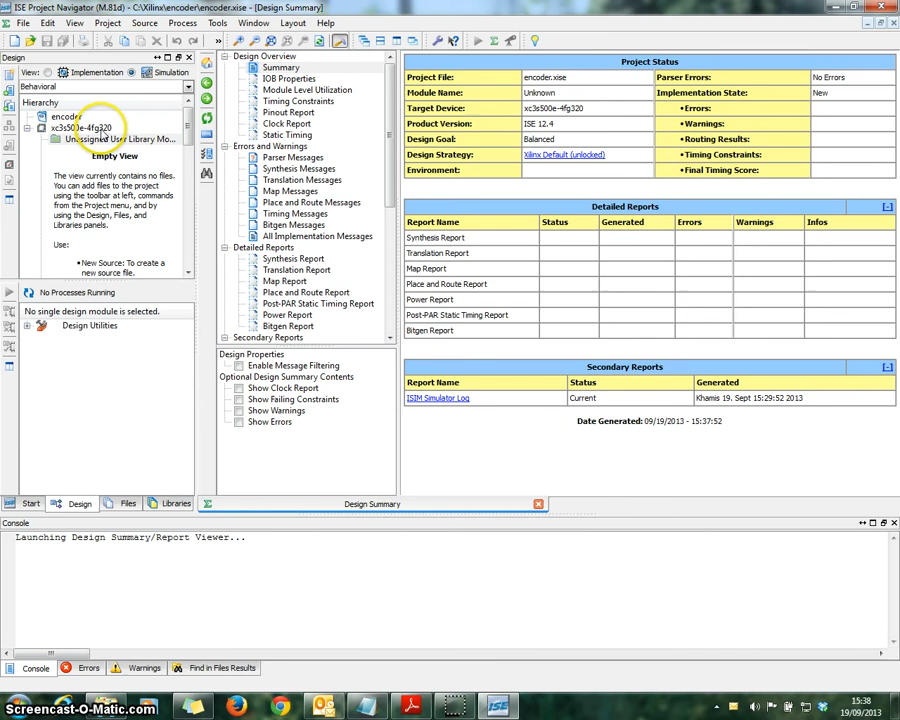 ISE Project Navigator (M.81d) - C:\Xilinx\encoder\encoder.xise - [Design Summary]
File Edit View Project Source Process Tools Window Layout Help
Design
View: Implementation Simulation
Behavioral
Hierarchy
encoder
xc3s500e-4fg320
Unassigned User Library Mo...
Empty View
The view currently contains no files.
You can add files to the project
using the toolbar at left, commands
from the Project menu, and by
using the Design, Files, and
Libraries panels.
Use:
• New Source: To create a
new source file.
No Processes Running
No single design module is selected.
Design Utilities
Start Design Files Libraries
Design Overview
Summary
IOB Properties
Module Level Utilization
Timing Constraints
Pinout Report
Clock Report
Static Timing
Errors and Warnings
Parser Messages
Synthesis Messages
Translation Messages
Map Messages
Place and Route Messages
Timing Messages
Bitgen Messages
All Implementation Messages
Detailed Reports
Synthesis Report
Translation Report
Map Report
Place and Route Report
Post-PAR Static Timing Report
Power Report
Bitgen Report
Secondary Reports
Design Properties
Enable Message Filtering
Optional Design Summary Contents
Show Clock Report
Show Failing Constraints
Show Warnings
Show Errors
Project Status
Project File: encoder.xise Parser Errors: No Errors
Module Name: Unknown Implementation State: New
Target Device: xc3s500e-4fg320 •Errors:
Product Version: ISE 12.4 •Warnings:
Design Goal: Balanced •Routing Results:
Design Strategy: Xilinx Default (unlocked) •Timing Constraints:
Environment: •Final Timing Score:
Detailed Reports [-]
Report Name Status Generated Errors Warnings Infos
Synthesis Report
Translation Report
Map Report
Place and Route Report
Power Report
Post-PAR Static Timing Report
Bitgen Report
Secondary Reports [-]
Report Name Status Generated
ISIM Simulator Log Current Khamis 19. Sept 15:29:52 2013
Date Generated: 09/19/2013 - 15:37:52
Design Summary
Console
Launching Design Summary/Report Viewer...
Console Errors Warnings Find in Files Results
Screencast-O-Matic.com
ISE
15:38
19/09/2013